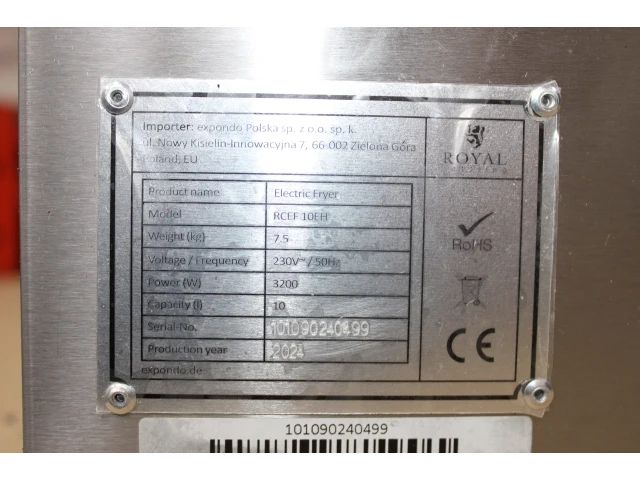 Importer: expondo Polska sp. z o.o. sp. k.
ul. Nowy Kisielin-Innowacyjna 7, 66-002 Zielona Góra
Poland, EU
ROYAL
Product name Electric Fryer
Model RCEF 10EH
Weight (kg) 7.5
Voltage / Frequency 230V~ / 50Hz
Power (W) 3200
Capacity (l) 10
Serial-No. 101090240499
Production year 2024
expondo.de
RoHS
CE
101090240499